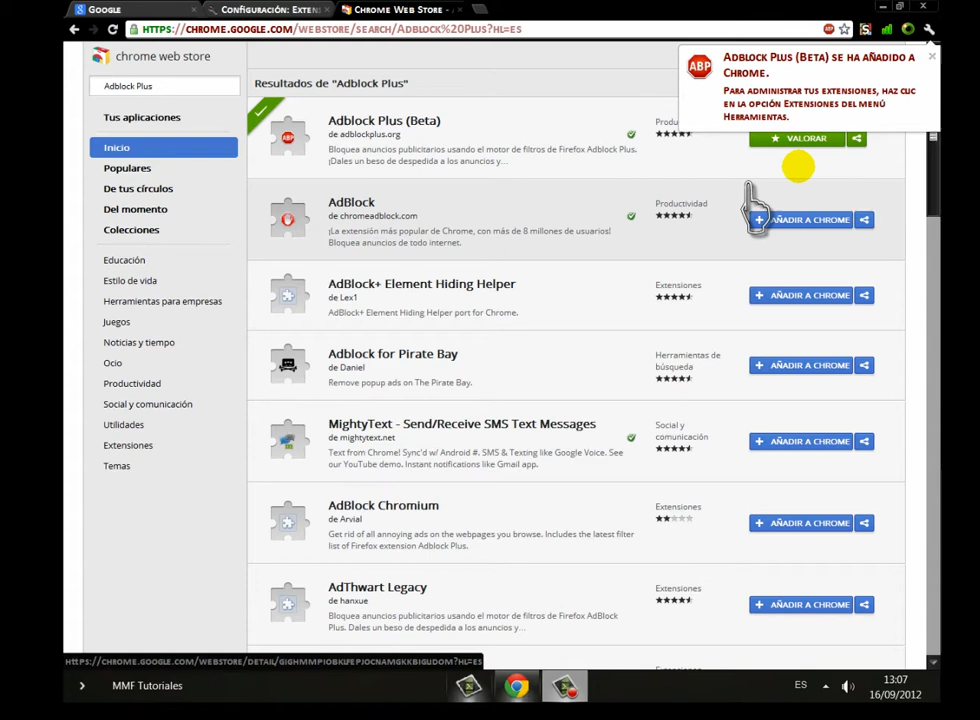 Google
Configuración: Exten
Chrome Web Store -
https://chrome.google.com/webstore/search/Adblock%20Plus?hl=es
chrome web store
Adblock Plus
Tus aplicaciones
Inicio
Populares
De tus círculos
Del momento
Colecciones
Educación
Estilo de vida
Herramientas para empresas
Juegos
Noticias y tiempo
Ocio
Productividad
Social y comunicación
Utilidades
Extensiones
Temas
Resultados de "Adblock Plus"
ABP
Adblock Plus (Beta) se ha añadido a
Chrome.
Para administrar tus extensiones, haz clic
en la opción Extensiones del menú
Herramientas.
Adblock Plus (Beta)
de adblockplus.org
Bloquea anuncios publicitarios usando el motor de filtros de Firefox Adblock Plus.
¡Dales un beso de despedida a los anuncios y...
Produ
VALORAR
AdBlock
de chromeadblock.com
¡La extensión más popular de Chrome, con más de 8 millones de usuarios!
Bloquea anuncios de todo internet.
Productividad
AÑADIR A CHROME
AdBlock+ Element Hiding Helper
de Lex1
AdBlock+ Element Hiding Helper port for Chrome.
Extensiones
AÑADIR A CHROME
Adblock for Pirate Bay
de Daniel
Remove popup ads on The Pirate Bay.
Herramientas de
búsqueda
AÑADIR A CHROME
MightyText - Send/Receive SMS Text Messages
de mightytext.net
Text from Chrome! Sync'd w/ Android #. SMS & Texting like Google Voice. See
our YouTube demo. Instant notifications like Gmail app.
Social y
comunicación
AÑADIR A CHROME
AdBlock Chromium
de Arvial
Get rid of all annoying ads on the webpages you browse. Includes the latest filter
list of Firefox extension Adblock Plus.
Extensiones
AÑADIR A CHROME
AdThwart Legacy
de hanxue
Bloquea anuncios publicitarios usando el motor de filtros de Firefox AdBlock
Plus. Dales un beso de despedida a los anuncios y...
Extensiones
AÑADIR A CHROME
https://chrome.google.com/webstore/detail/gighmmpiobklfepjocnamgkkbiglidom?hl=es
MMF Tutoriales
ES
13:07
16/09/2012